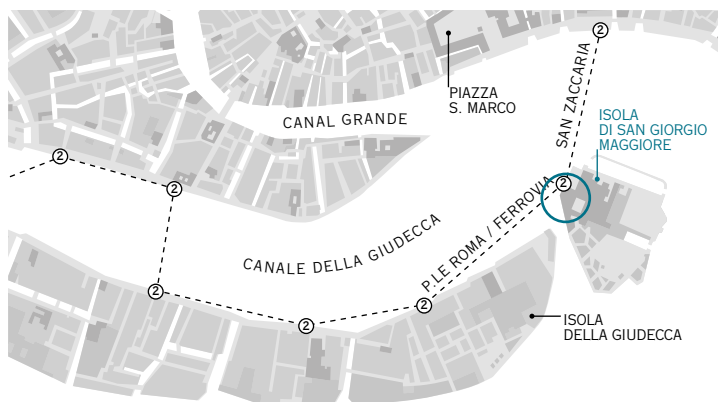 2
SAN ZACCARIA
PIAZZA
S. MARCO
CANAL GRANDE
ISOLA
DI SAN GIORGIO
MAGGIORE
2
2
2
P.LE ROMA / FERROVIA
CANALE DELLA GIUDECCA
2
2
2
ISOLA
DELLA GIUDECCA